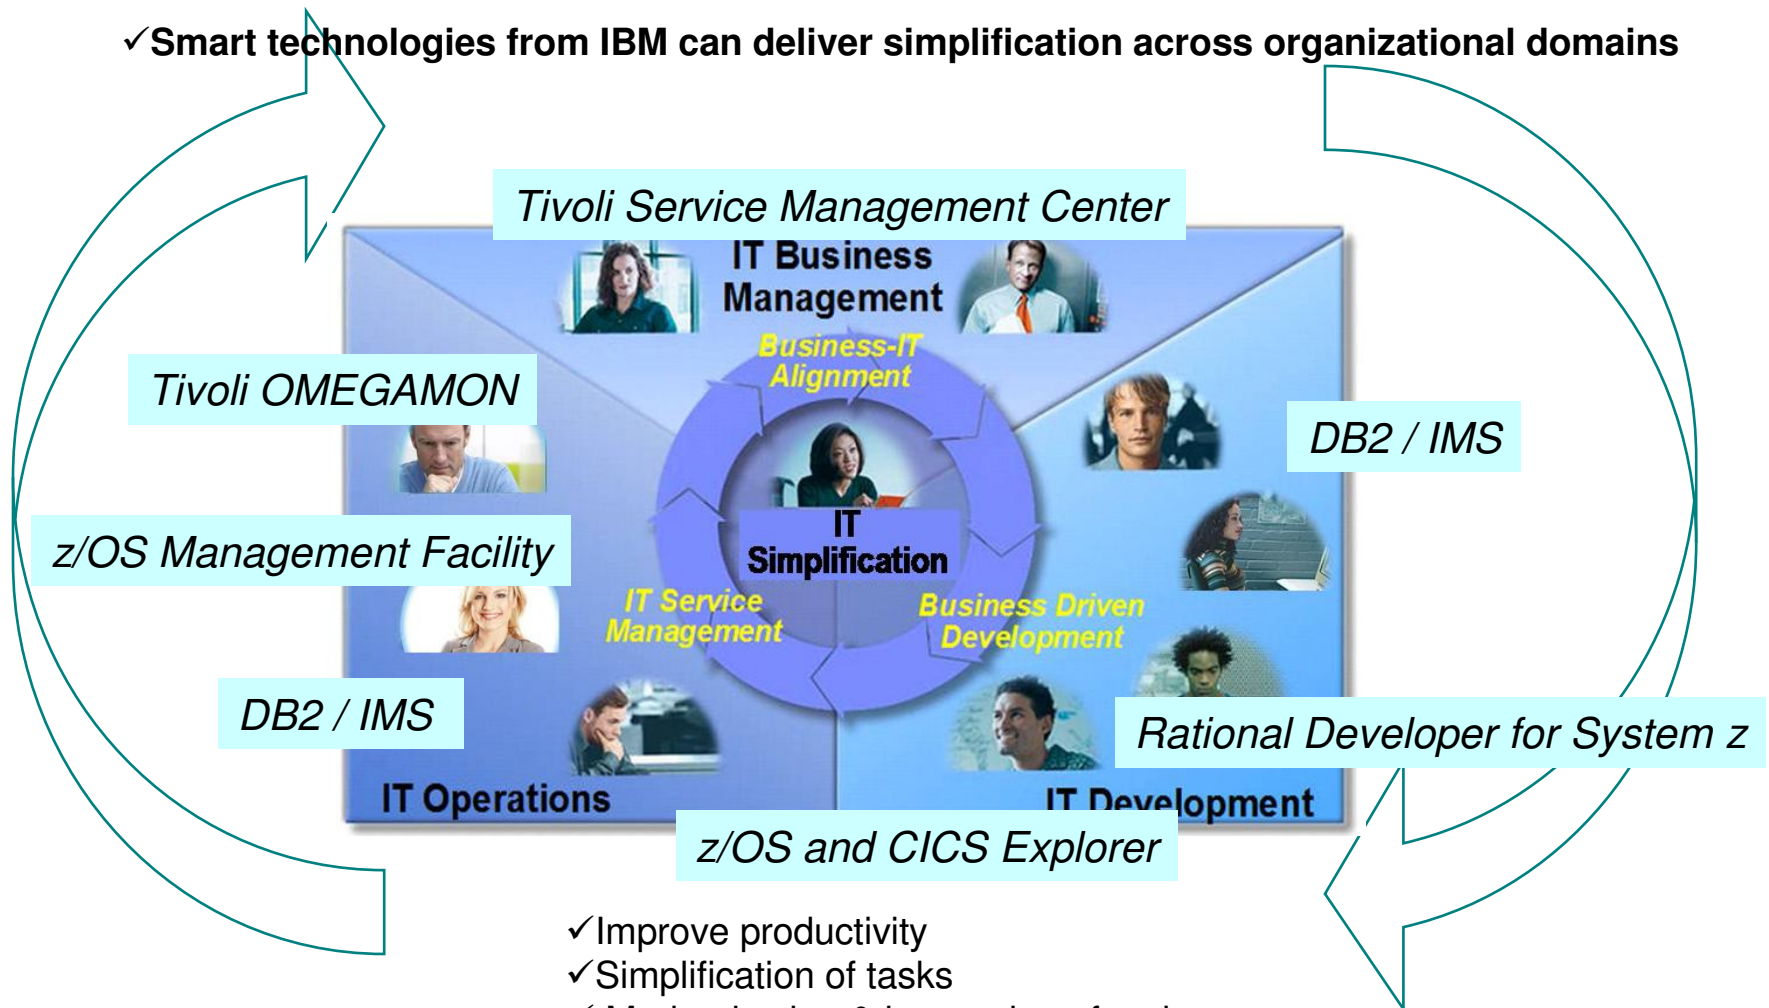 ✓Smart technologies from IBM can deliver simplification across organizational domains
Tivoli Service Management Center
IT Business
Management
Business-IT
Alignment
Tivoli OMEGAMON
DB2 / IMS
IT
Simplification
z/OS Management Facility
IT Service
Management
Business Driven
Development
DB2 / IMS
Rational Developer for System z
IT Operations
IT Development
z/OS and CICS Explorer
✓Improve productivity
✓Simplification of tasks